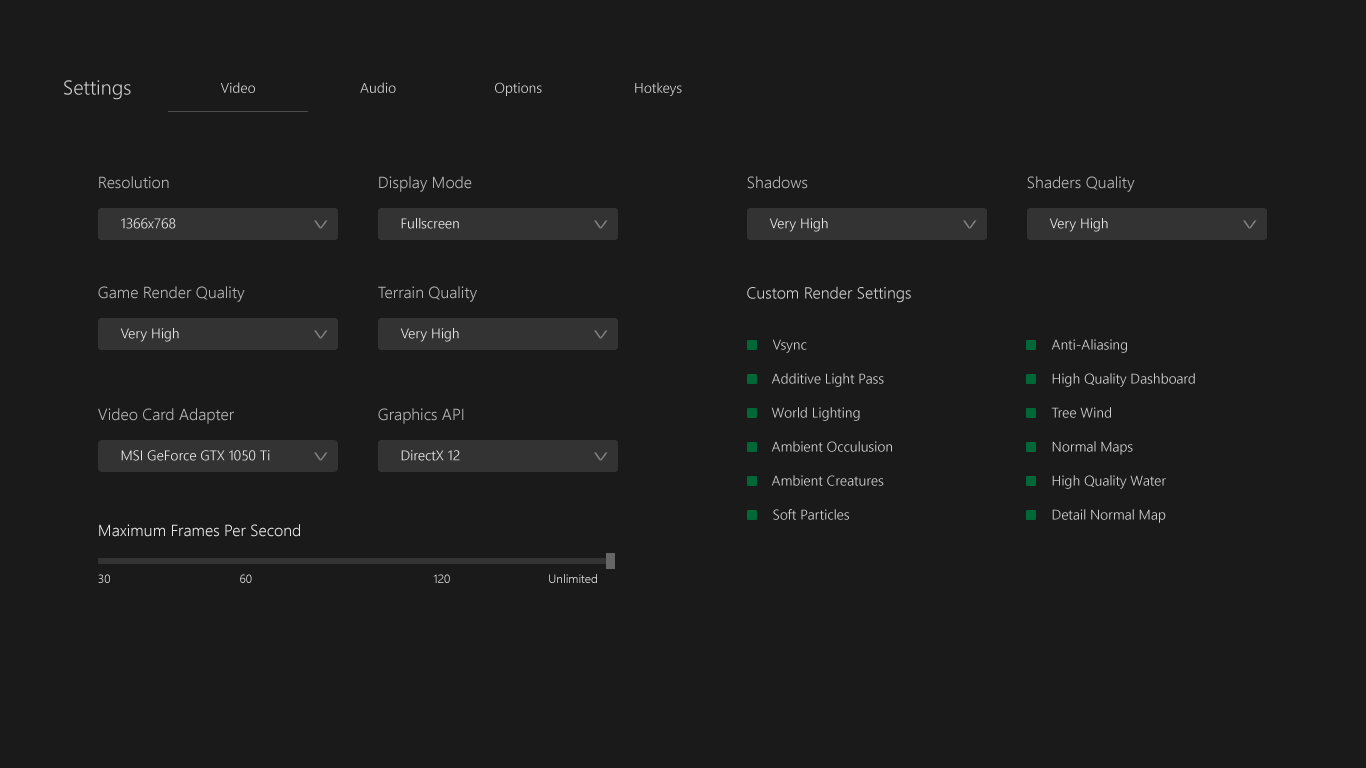 Settings
Video
Audio
Options
Hotkeys
Resolution
1366x768
Display Mode
Fullscreen
Game Render Quality
Very High
Terrain Quality
Very High
Video Card Adapter
MSI GeForce GTX 1050 Ti
Graphics API
DirectX 12
Maximum Frames Per Second
30
60
120
Unlimited
Shadows
Very High
Shaders Quality
Very High
Custom Render Settings
Vsync
Additive Light Pass
World Lighting
Ambient Occulusion
Ambient Creatures
Soft Particles
Anti-Aliasing
High Quality Dashboard
Tree Wind
Normal Maps
High Quality Water
Detail Normal Map